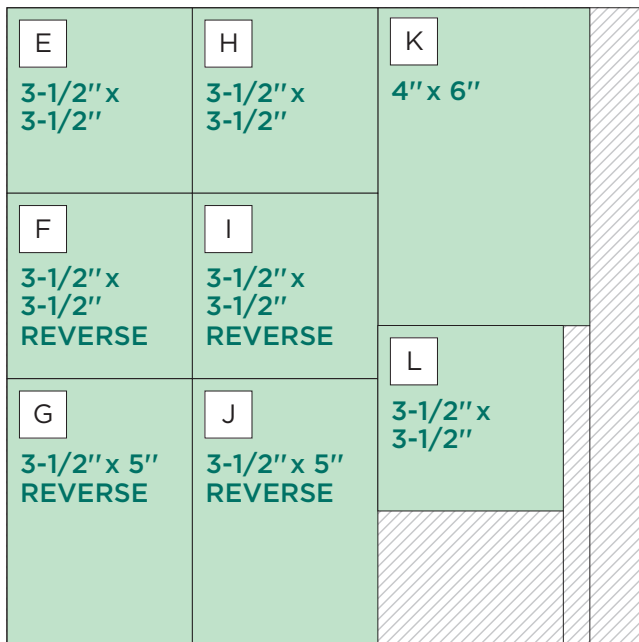 E
3-1/2" x
3-1/2"
H
3-1/2" x
3-1/2"
K
4" x 6"
F
3-1/2" x
3-1/2"
REVERSE
I
3-1/2" x
3-1/2"
REVERSE
L
3-1/2" x
3-1/2"
G
3-1/2" x 5"
REVERSE
J
3-1/2" x 5"
REVERSE